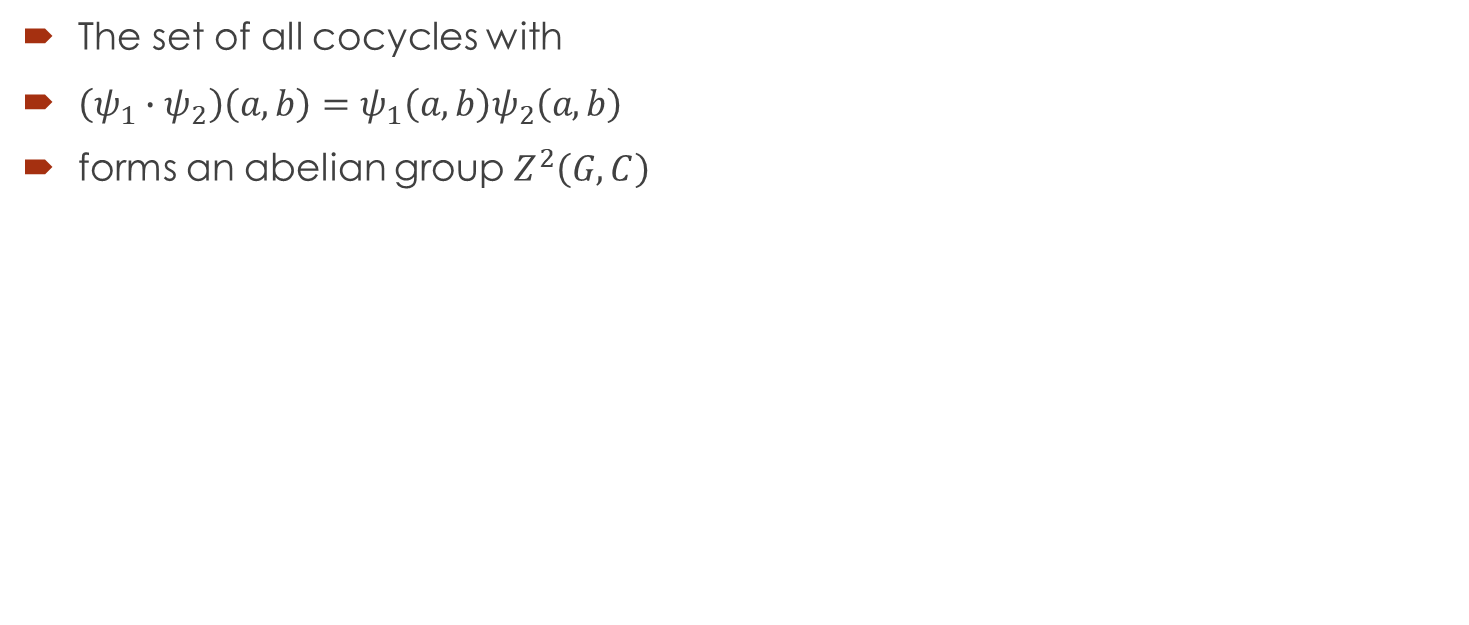 The set of all cocycles with
(ψ₁ · ψ₂)(a, b) = ψ₁(a, b)ψ₂(a, b)
forms an abelian group Z²(G, C)